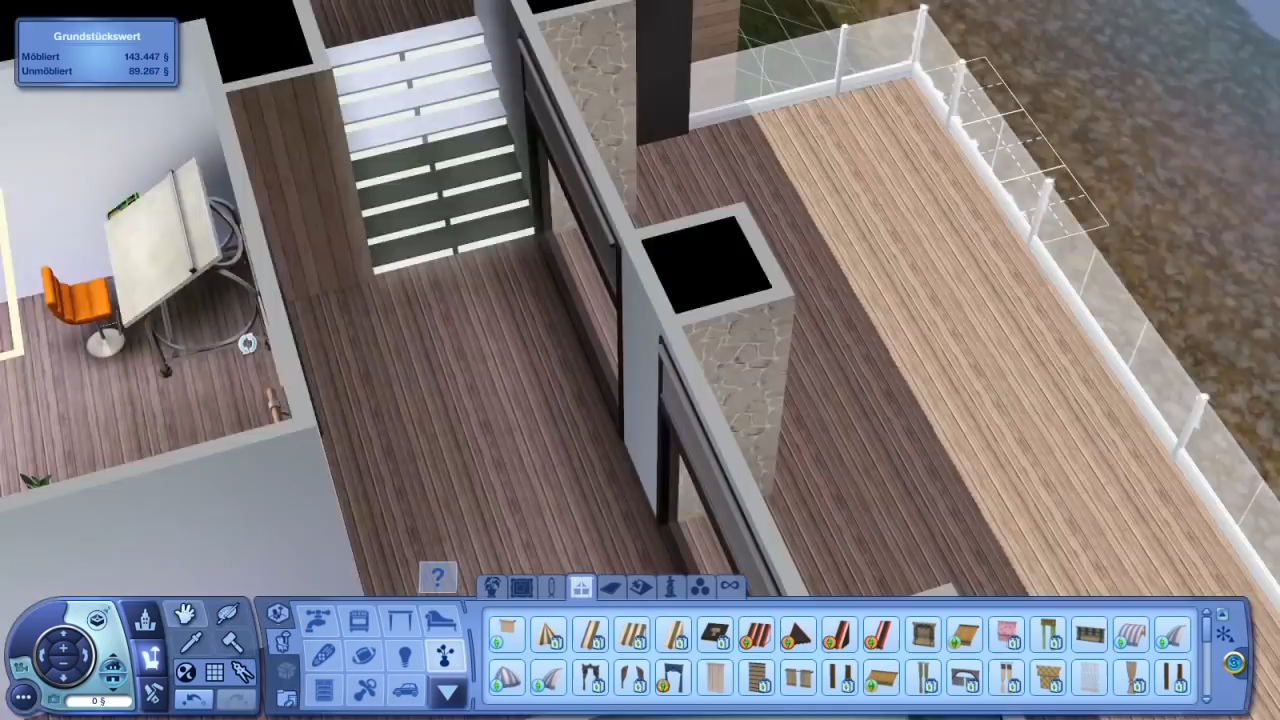 Grundstückswert
Möbliert 143.447 §
Unmöbliert 89.267 §
?
0 §